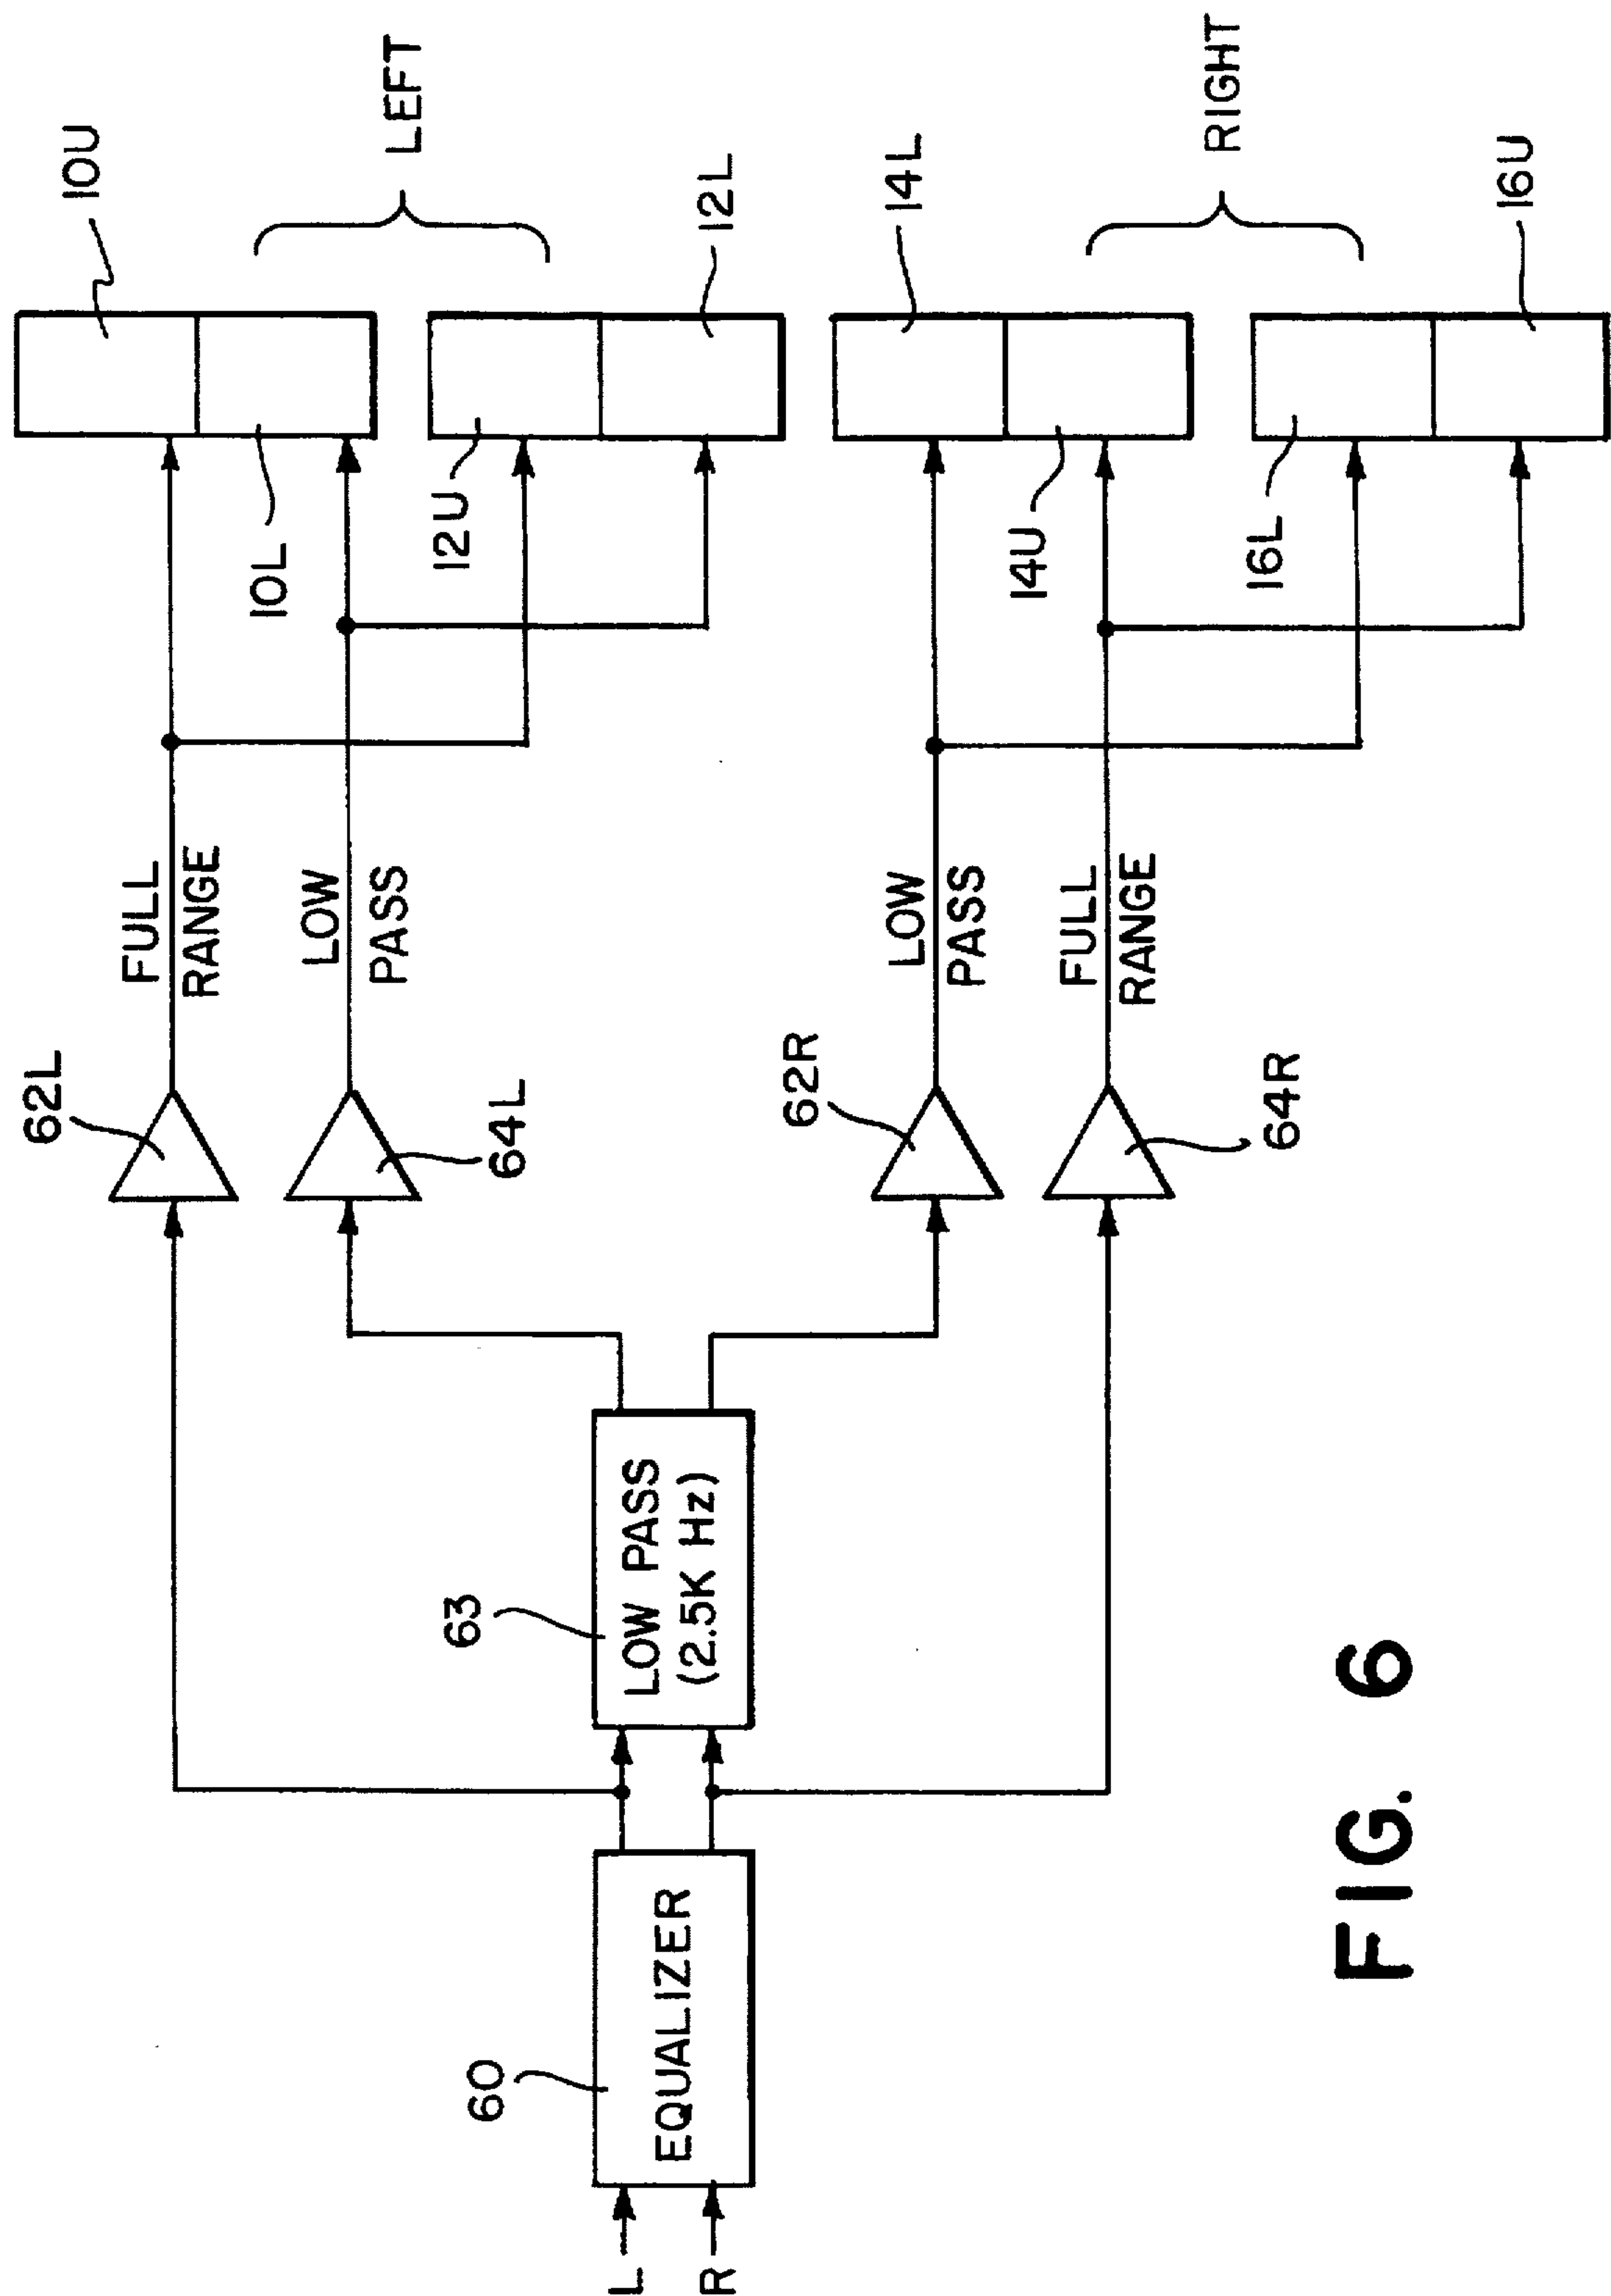 10U
10L
LEFT
12U
12L
62L
FULL
RANGE
LOW
PASS
64L
14L
14U
RIGHT
16L
16U
62R
LOW
PASS
FULL
RANGE
64R
63
LOW PASS
(2.5K Hz)
60
EQUALIZER
L
R
FIG. 6